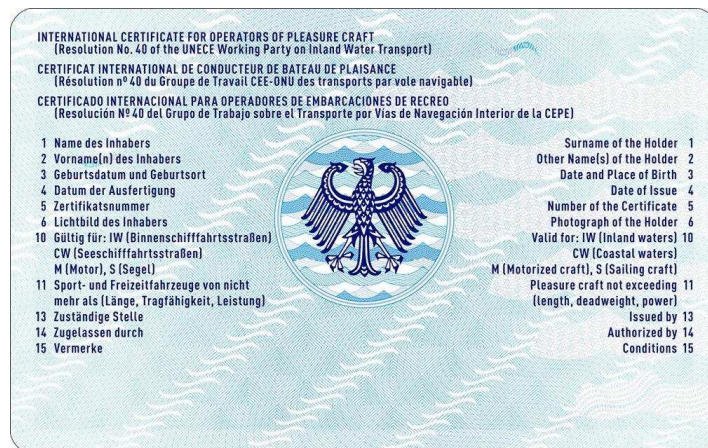 INTERNATIONAL CERTIFICATE FOR OPERATORS OF PLEASURE CRAFT
(Resolution No. 40 of the UNECE Working Party on Inland Water Transport)
CERTIFICAT INTERNATIONAL DE CONDUCTEUR DE BATEAU DE PLAISANCE
(Résolution nº 40 du Groupe de Travail CEE-ONU des transports par vole navigable)
CERTIFICADO INTERNACIONAL PARA OPERADORES DE EMBARCACIONES DE RECREO
(Resolución Nº 40 del Grupo de Trabajo sobre el Transporte por Vías de Navegación Interior de la CEPE)
1 Name des Inhabers
2 Vorname(n) des Inhabers
3 Geburtsdatum und Geburtsort
4 Datum der Ausfertigung
5 Zertifikatsnummer
6 Lichtbild des Inhabers
10 Gültig für: IW (Binnenschifffahrtsstraßen)
CW (Seeschifffahrtsstraßen)
M (Motor), S (Segel)
11 Sport- und Freizeitfahrzeuge von nicht
mehr als (Länge, Tragfähigkeit, Leistung)
13 Zuständige Stelle
14 Zugelassen durch
15 Vermerke
Surname of the Holder 1
Other Name(s) of the Holder 2
Date and Place of Birth 3
Date of Issue 4
Number of the Certificate 5
Photograph of the Holder 6
Valid for: IW (Inland waters) 10
CW (Coastal waters)
M (Motorized craft), S (Sailing craft)
Pleasure craft not exceeding 11
(length, deadweight, power)
Issued by 13
Authorized by 14
Conditions 15